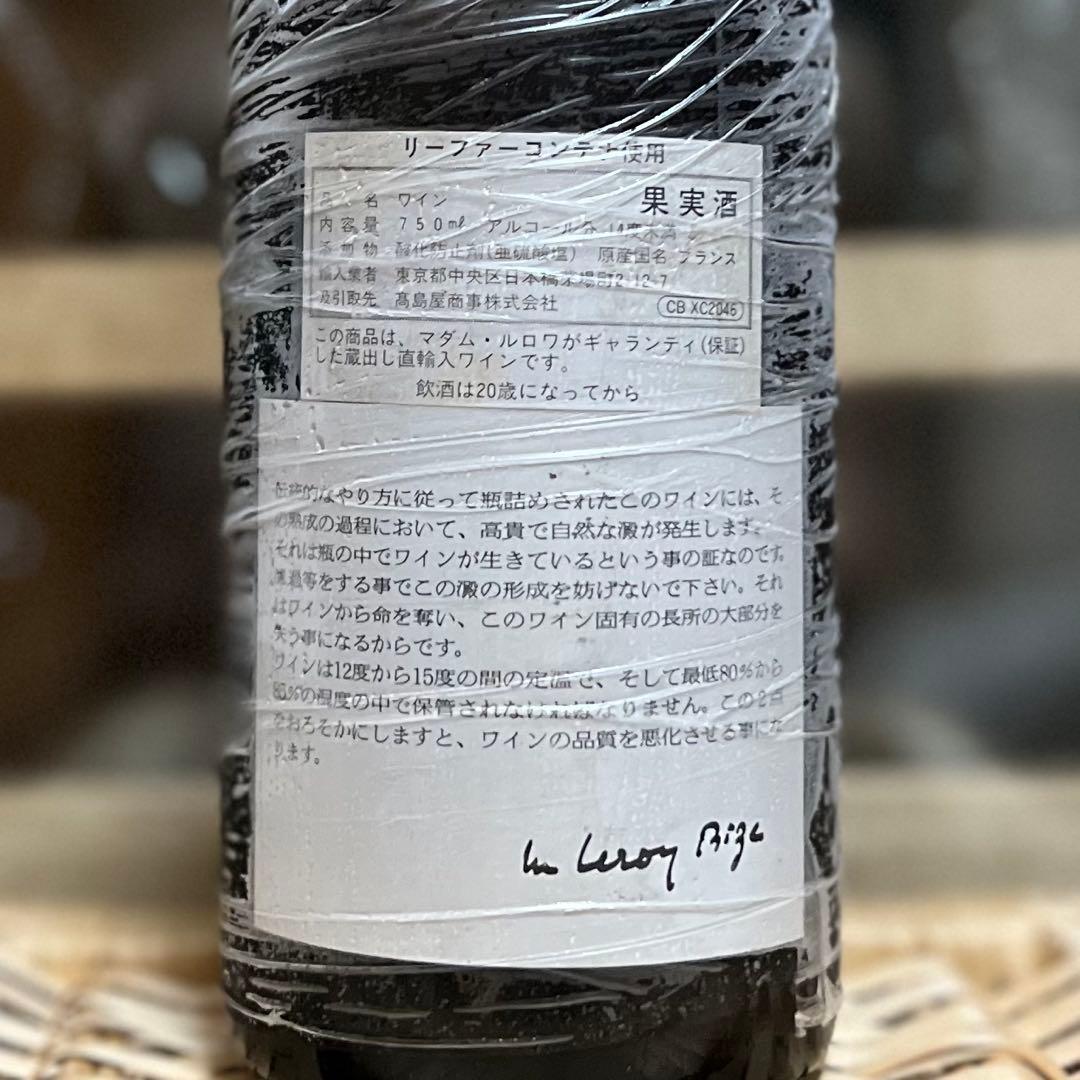 リーファーコンテナ使用
品名 ワイン 果実酒
内容量 750ml アルコール分 14度未満
添加物 酸化防止剤(亜硫酸塩) 原産国名 フランス
輸入業者 東京都中央区日本橋茅場町2-12-7
及引取先 髙島屋商事株式会社 CB XC2046
この商品は、マダム・ルロワがギャランティ(保証)
した蔵出し直輸入ワインです。
飲酒は20歳になってから
伝統的なやり方に従って瓶詰めされたこのワインには、そ
の熟成の過程において、高貴で自然な澱が発生します。
それは瓶の中でワインが生きているという事の証なのです。
濾過等をする事でこの澱の形成を妨げないで下さい。それ
はワインから命を奪い、このワイン固有の長所の大部分を
失う事になるからです。
ワインは12度から15度の間の定温で、そして最低80%から
85%の湿度の中で保管されなければなりません。この2点
をおろそかにしますと、ワインの品質を悪化させる事にな
ります。
Leroy Bize